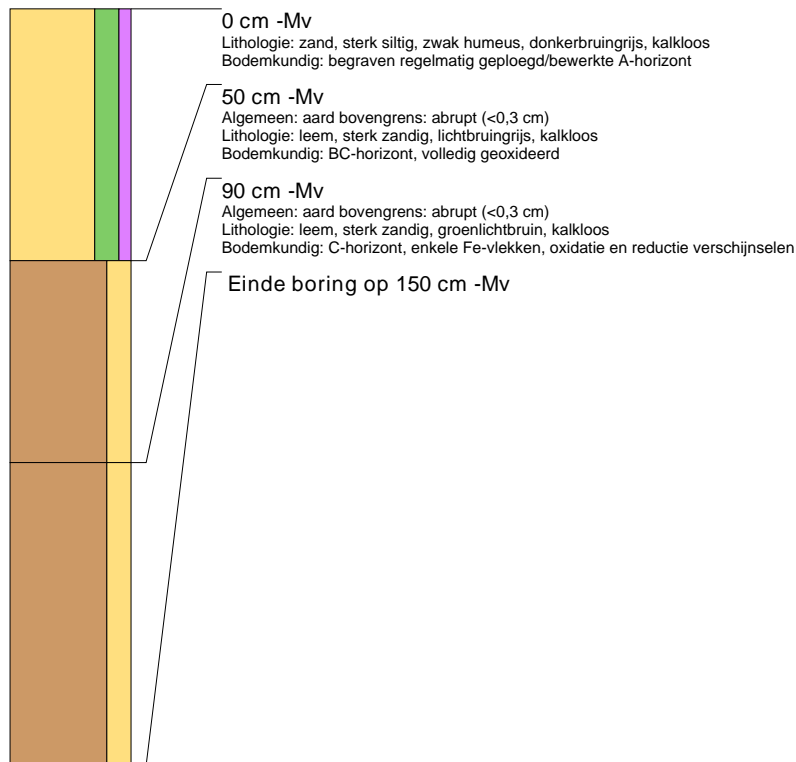 0 cm -Mv
Lithologie: zand, sterk siltig, zwak humeus, donkerbruingrijs, kalkloos
Bodemkundig: begraven regelmatig geploegd/bewerkte A-horizont
50 cm -Mv
Algemeen: aard bovengrens: abrupt (<0,3 cm)
Lithologie: leem, sterk zandig, lichtbruingrijs, kalkloos
Bodemkundig: BC-horizont, volledig geoxideerd
90 cm -Mv
Algemeen: aard bovengrens: abrupt (<0,3 cm)
Lithologie: leem, sterk zandig, groenlichtbruin, kalkloos
Bodemkundig: C-horizont, enkele Fe-vlekken, oxidatie en reductie verschijnselen
Einde boring op 150 cm -Mv